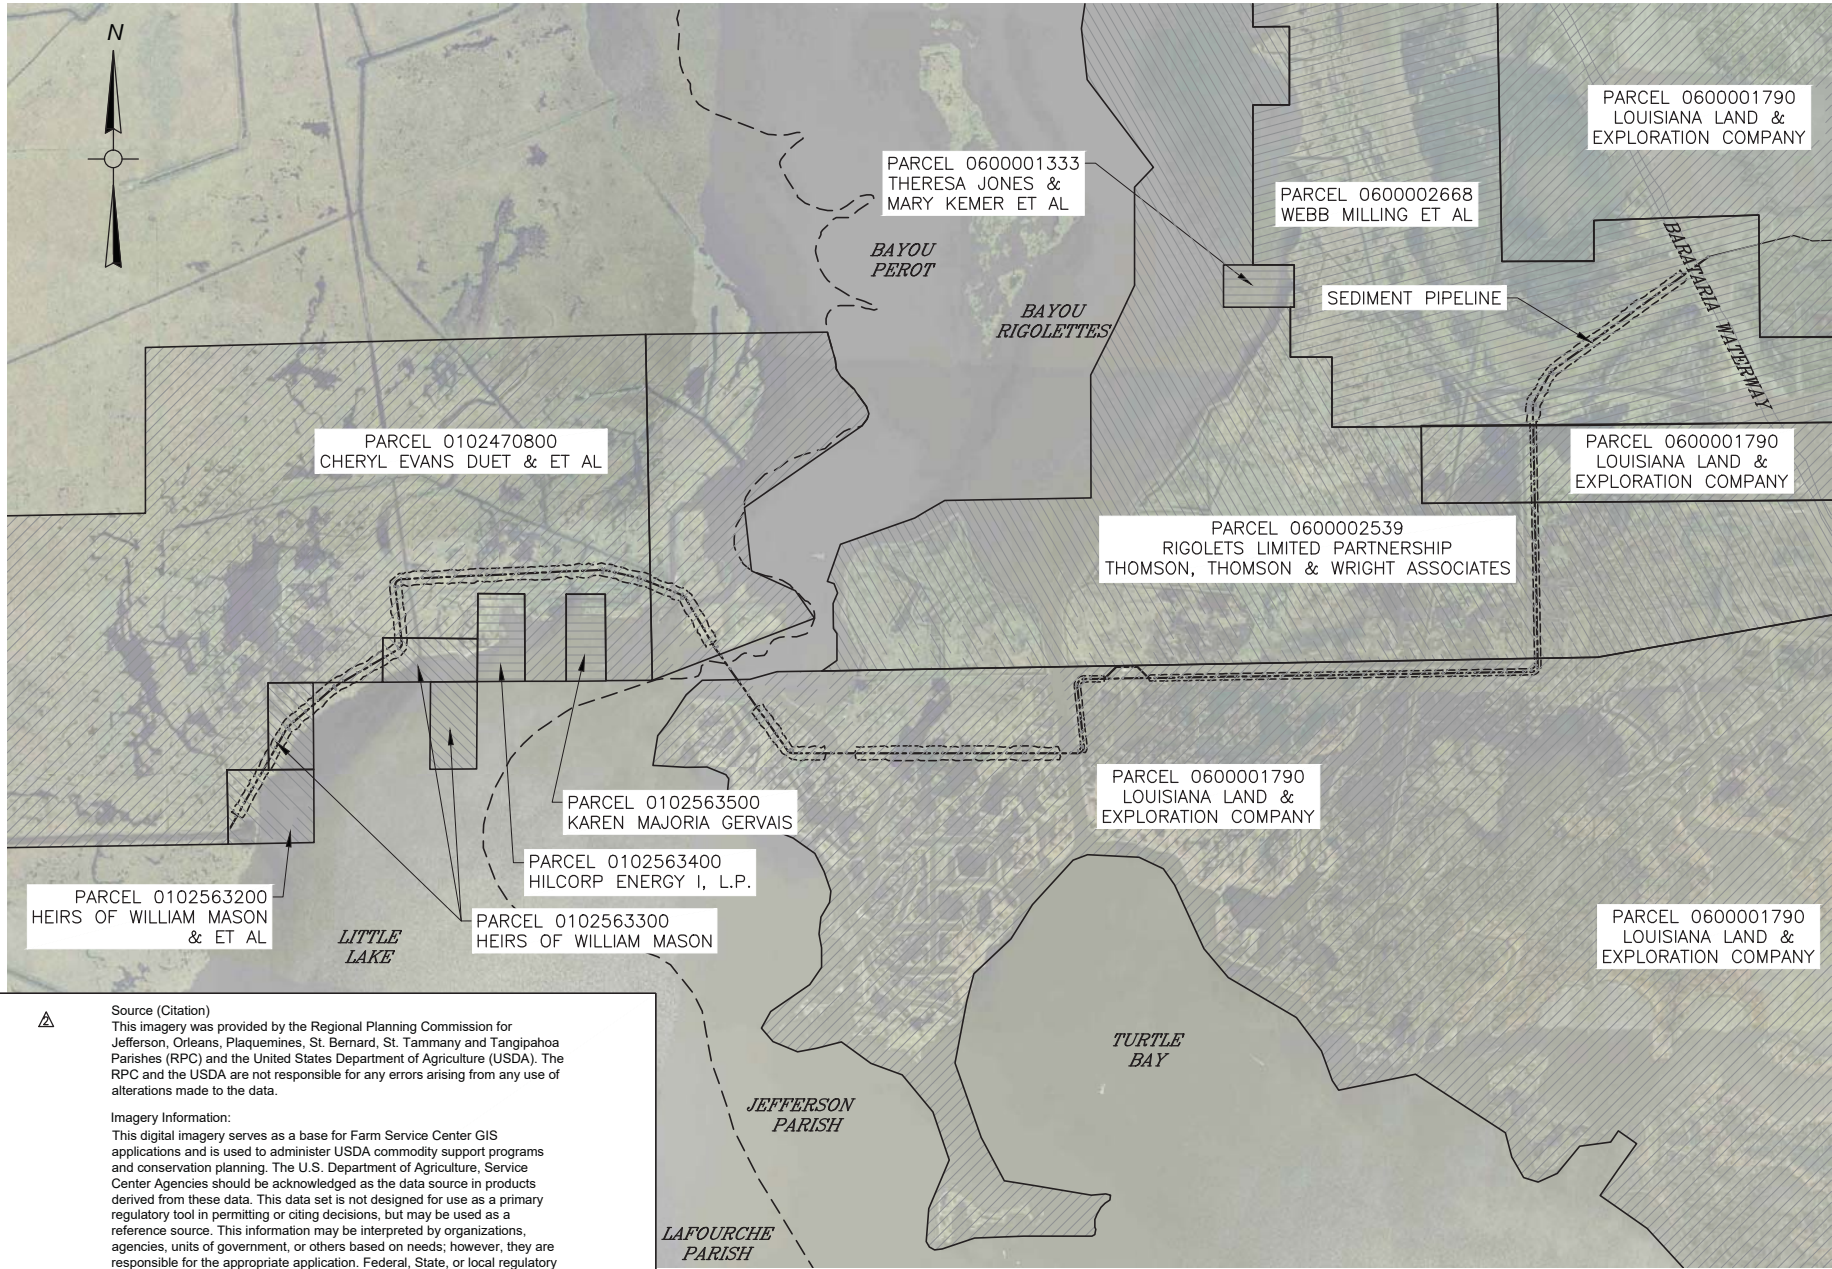 N
PARCEL 0600001790
LOUISIANA LAND &
EXPLORATION COMPANY
PARCEL 0600001333
THERESA JONES &
MARY KEMER ET AL
PARCEL 0600002668
WEBB MILLING ET AL
BAYOU
PEROT
BAYOU
RIGOLETTES
SEDIMENT PIPELINE
BARATARIA WATERWAY
PARCEL 0102470800
CHERYL EVANS DUET & ET AL
PARCEL 0600001790
LOUISIANA LAND &
EXPLORATION COMPANY
PARCEL 0600002539
RIGOLETS LIMITED PARTNERSHIP
THOMSON, THOMSON & WRIGHT ASSOCIATES
PARCEL 0600001790
LOUISIANA LAND &
EXPLORATION COMPANY
PARCEL 0102563500
KAREN MAJORIA GERVAIS
PARCEL 0102563400
HILCORP ENERGY I, L.P.
PARCEL 0102563200
HEIRS OF WILLIAM MASON
& ET AL
PARCEL 0102563300
HEIRS OF WILLIAM MASON
LITTLE
LAKE
PARCEL 0600001790
LOUISIANA LAND &
EXPLORATION COMPANY
TURTLE
BAY
JEFFERSON
PARISH
LAFOURCHE
PARISH
2
Source (Citation)
This imagery was provided by the Regional Planning Commission for
Jefferson, Orleans, Plaquemines, St. Bernard, St. Tammany and Tangipahoa
Parishes (RPC) and the United States Department of Agriculture (USDA). The
RPC and the USDA are not responsible for any errors arising from any use of
alterations made to the data.
Imagery Information:
This digital imagery serves as a base for Farm Service Center GIS
applications and is used to administer USDA commodity support programs
and conservation planning. The U.S. Department of Agriculture, Service
Center Agencies should be acknowledged as the data source in products
derived from these data. This data set is not designed for use as a primary
regulatory tool in permitting or citing decisions, but may be used as a
reference source. This information may be interpreted by organizations,
agencies, units of government, or others based on needs; however, they are
responsible for the appropriate application. Federal, State, or local regulatory